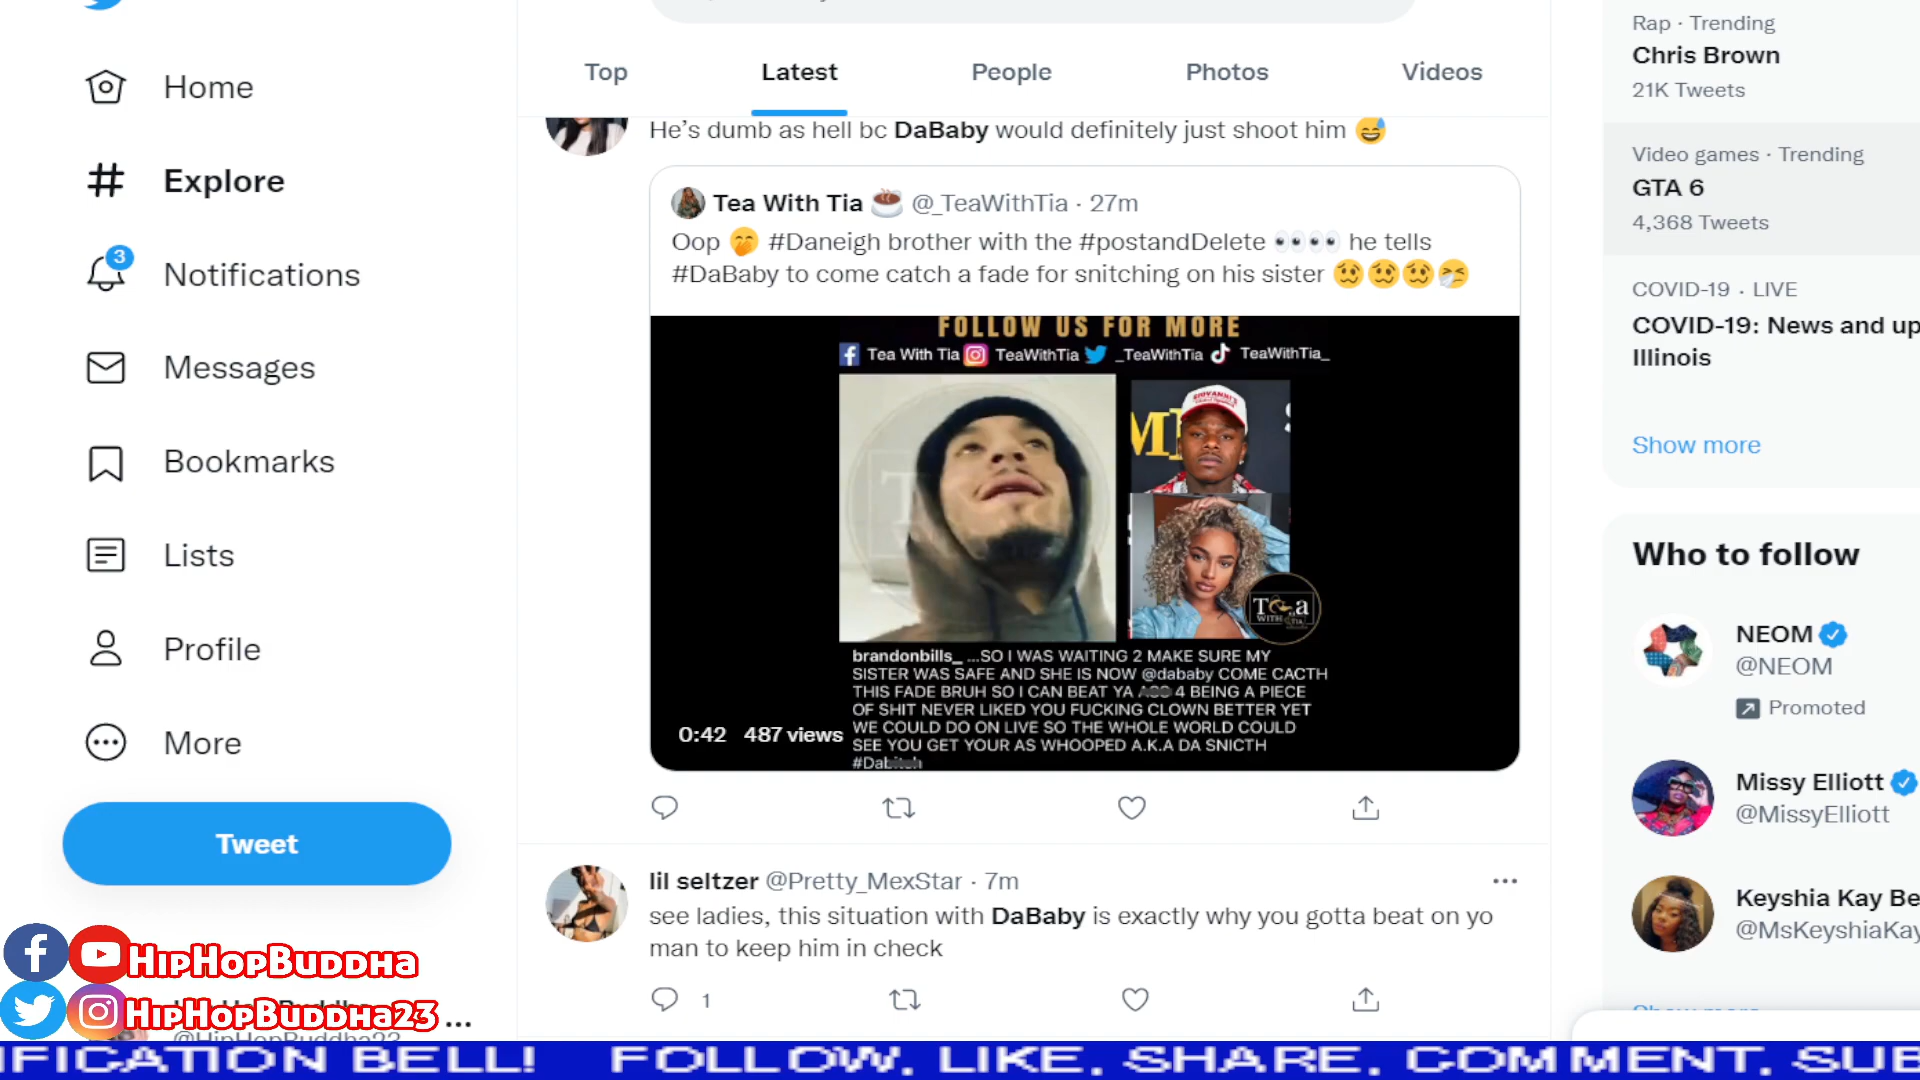 Home
Explore
3
Notifications
Messages
Bookmarks
Lists
Profile
More
Tweet
HipHopBuddha
HipHopBuddha23
Top
Latest
People
Photos
Videos
He's dumb as hell bc DaBaby would definitely just shoot him 😅
Tea With Tia ☕ @_TeaWithTia · 27m
Oop 🤭 #Daneigh brother with the #postandDelete 👀👀 he tells
#DaBaby to come catch a fade for snitching on his sister 🥴🥴🥴🤧
FOLLOW US FOR MORE
Tea With Tia TeaWithTia _TeaWithTia TeaWithTia_
GIOVANNI'S
Tea
WITH TIA
brandonbills_ ...SO I WAS WAITING 2 MAKE SURE MY
SISTER WAS SAFE AND SHE IS NOW @dababy COME CACTH
THIS FADE BRUH SO I CAN BEAT YA 4 BEING A PIECE
OF SHIT NEVER LIKED YOU FUCKING CLOWN BETTER YET
WE COULD DO ON LIVE SO THE WHOLE WORLD COULD
SEE YOU GET YOUR AS WHOOPED A.K.A DA SNICTH
0:42 487 views
lil seltzer @Pretty_MexStar · 7m
see ladies, this situation with DaBaby is exactly why you gotta beat on yo
man to keep him in check
1
Rap · Trending
Chris Brown
21K Tweets
Video games · Trending
GTA 6
4,368 Tweets
COVID-19 · LIVE
COVID-19: News and up
Illinois
Show more
Who to follow
NEOM
@NEOM
Promoted
Missy Elliott
@MissyElliott
Keyshia Kay Be
@MsKeyshiaKay
IFICATION BELL! FOLLOW, LIKE, SHARE, COMMENT, SUB